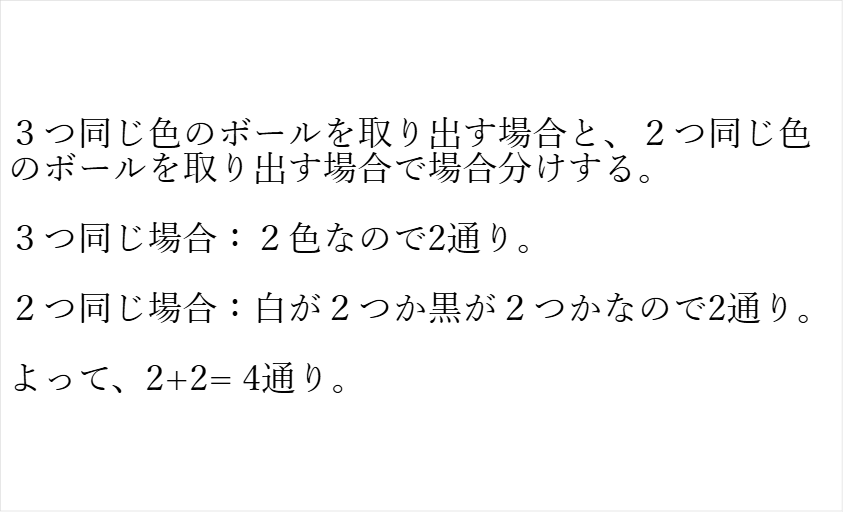 ３つ同じ色のボールを取り出す場合と、２つ同じ色
のボールを取り出す場合で場合分けする。
３つ同じ場合：２色なので2通り。
２つ同じ場合：白が２つか黒が２つかなので2通り。
よって、2+2= 4通り。